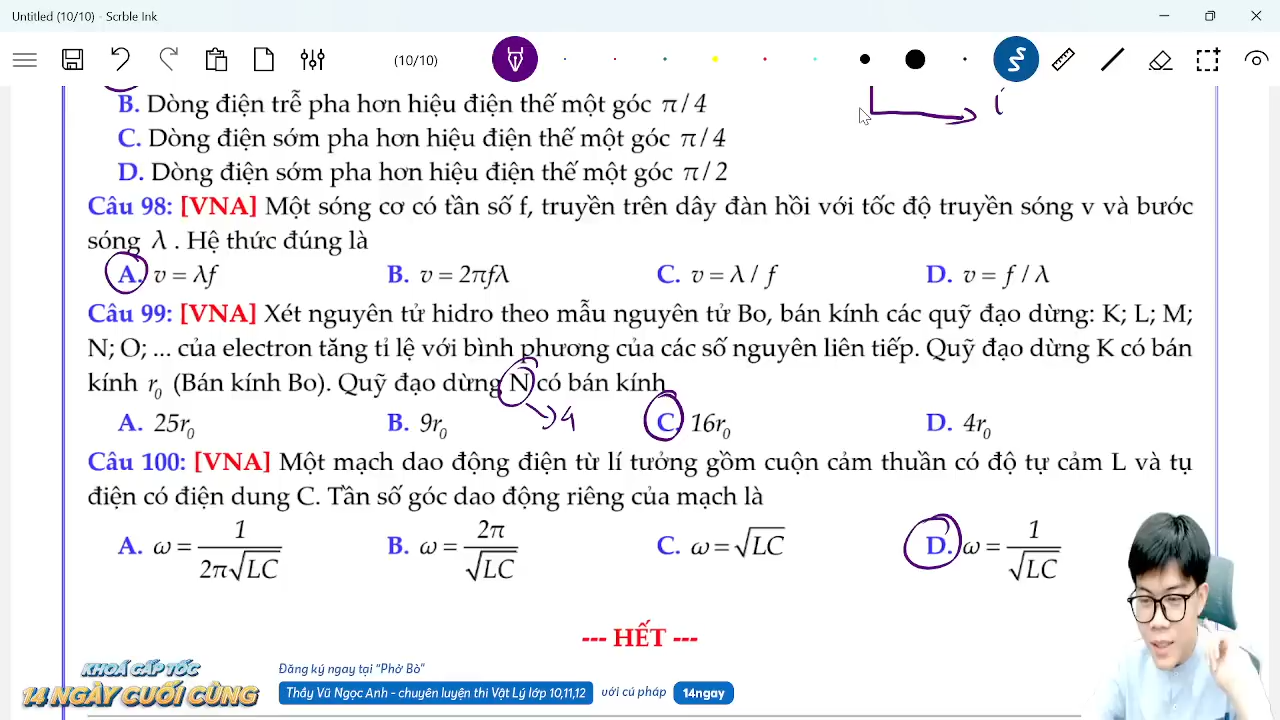 Untitled (10/10) - Scrble Ink
(10/10)
B. Dòng điện trễ pha hơn hiệu điện thế một góc π / 4
i
C. Dòng điện sớm pha hơn hiệu điện thế một góc π / 4
D. Dòng điện sớm pha hơn hiệu điện thế một góc π / 2
Câu 98: [VNA] Một sóng cơ có tần số f, truyền trên dây đàn hồi với tốc độ truyền sóng v và bước
sóng λ . Hệ thức đúng là
A. v = λf B. v = 2πfλ C. v = λ / f D. v = f / λ
Câu 99: [VNA] Xét nguyên tử hidro theo mẫu nguyên tử Bo, bán kính các quỹ đạo dừng: K; L; M;
N; O; ... của electron tăng tỉ lệ với bình phương của các số nguyên liên tiếp. Quỹ đạo dừng K có bán
kính r₀ (Bán kính Bo). Quỹ đạo dừng N có bán kính
4
A. 25r₀ B. 9r₀ C. 16r₀ D. 4r₀
Câu 100: [VNA] Một mạch dao động điện từ lí tưởng gồm cuộn cảm thuần có độ tự cảm L và tụ
điện có điện dung C. Tần số góc dao động riêng của mạch là
A. ω = 1/(2π√LC) B. ω = 2π/√LC C. ω = √LC D. ω = 1/√LC
--- HẾT ---
KHOÁ CẤP TỐC
14 NGÀY CUỐI CÙNG
Đăng ký ngay tại "Phở Bò"
Thầy Vũ Ngọc Anh - chuyên luyện thi Vật Lý lớp 10,11,12 với cú pháp 14ngay